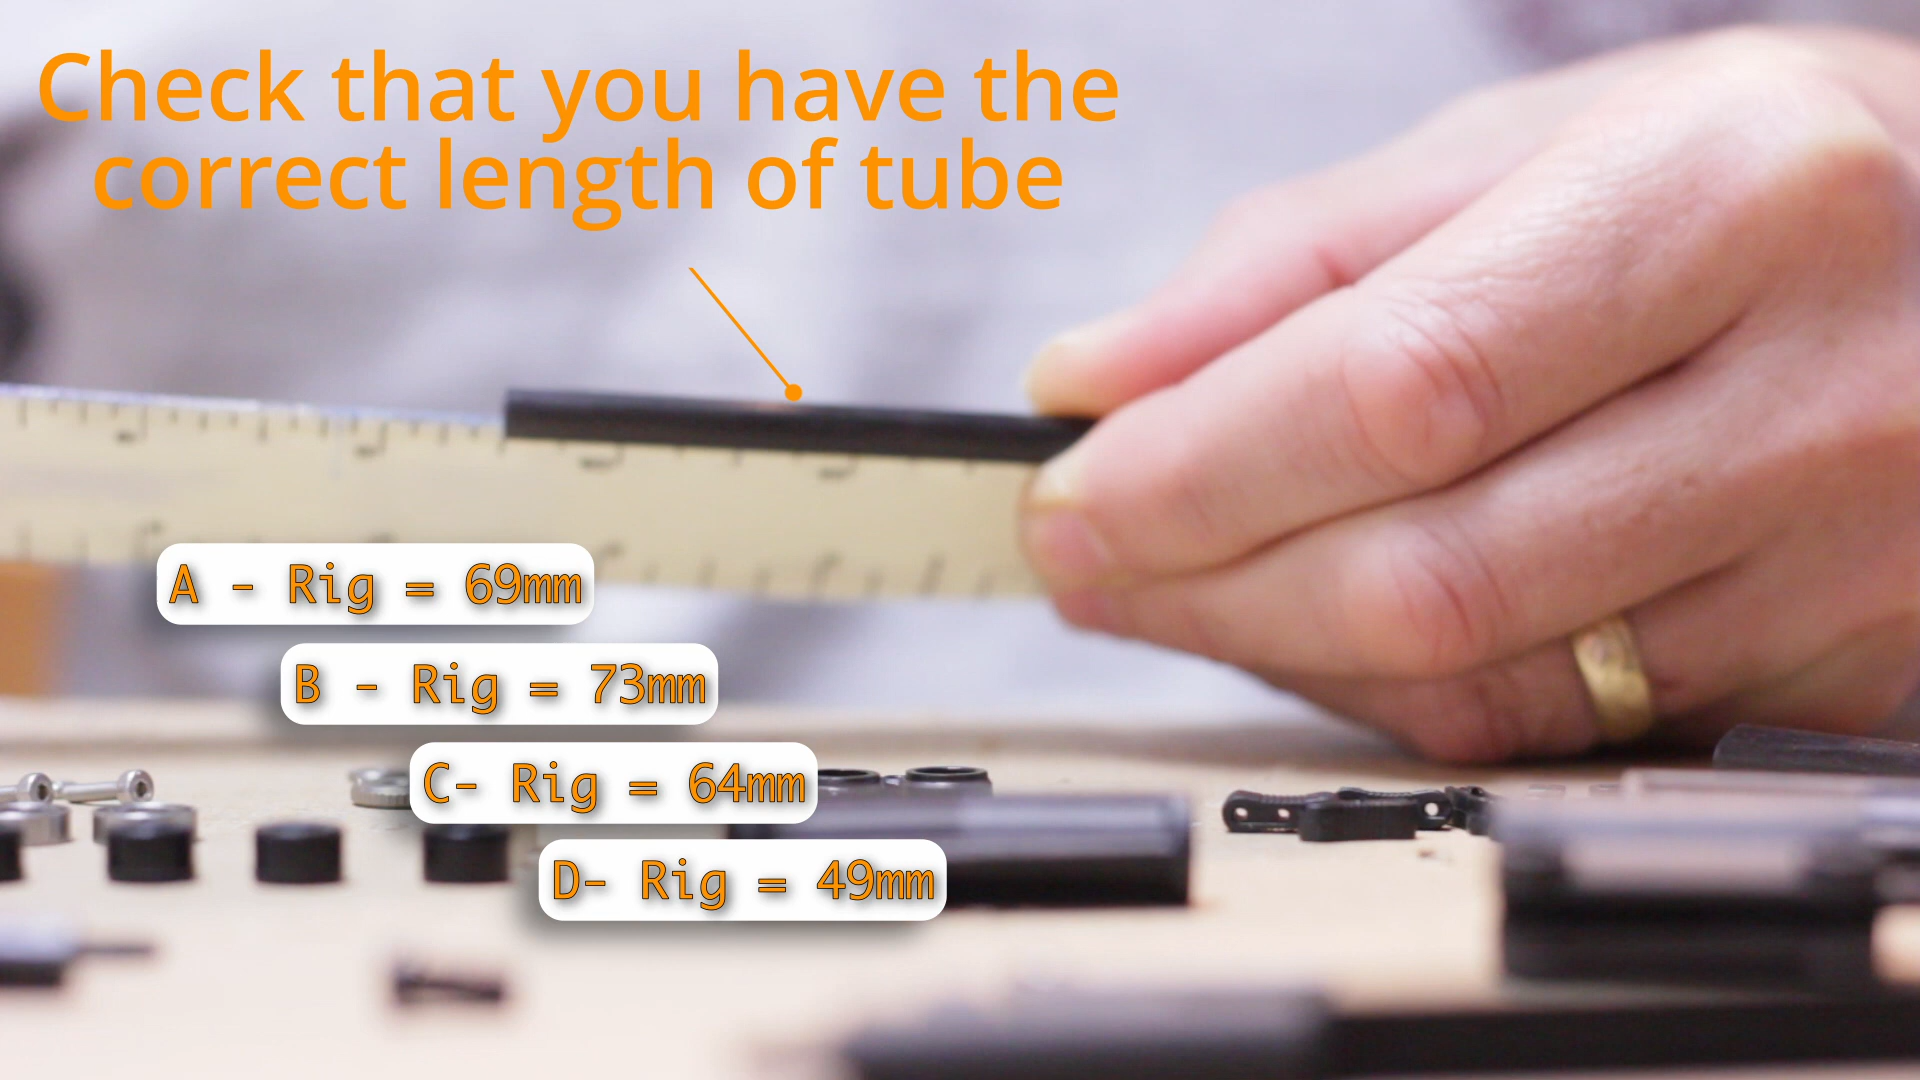 Check that you have the
correct length of tube
A - Rig = 69mm
B - Rig = 73mm
C- Rig = 64mm
D- Rig = 49mm